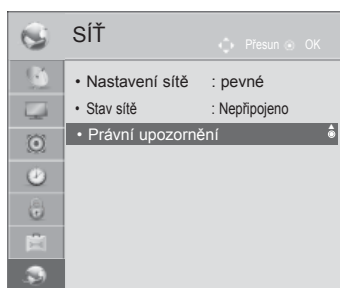 SÍŤ
Přesun OK
• Nastavení sítě : pevné
• Stav sítě : Nepřipojeno
• Právní upozornění